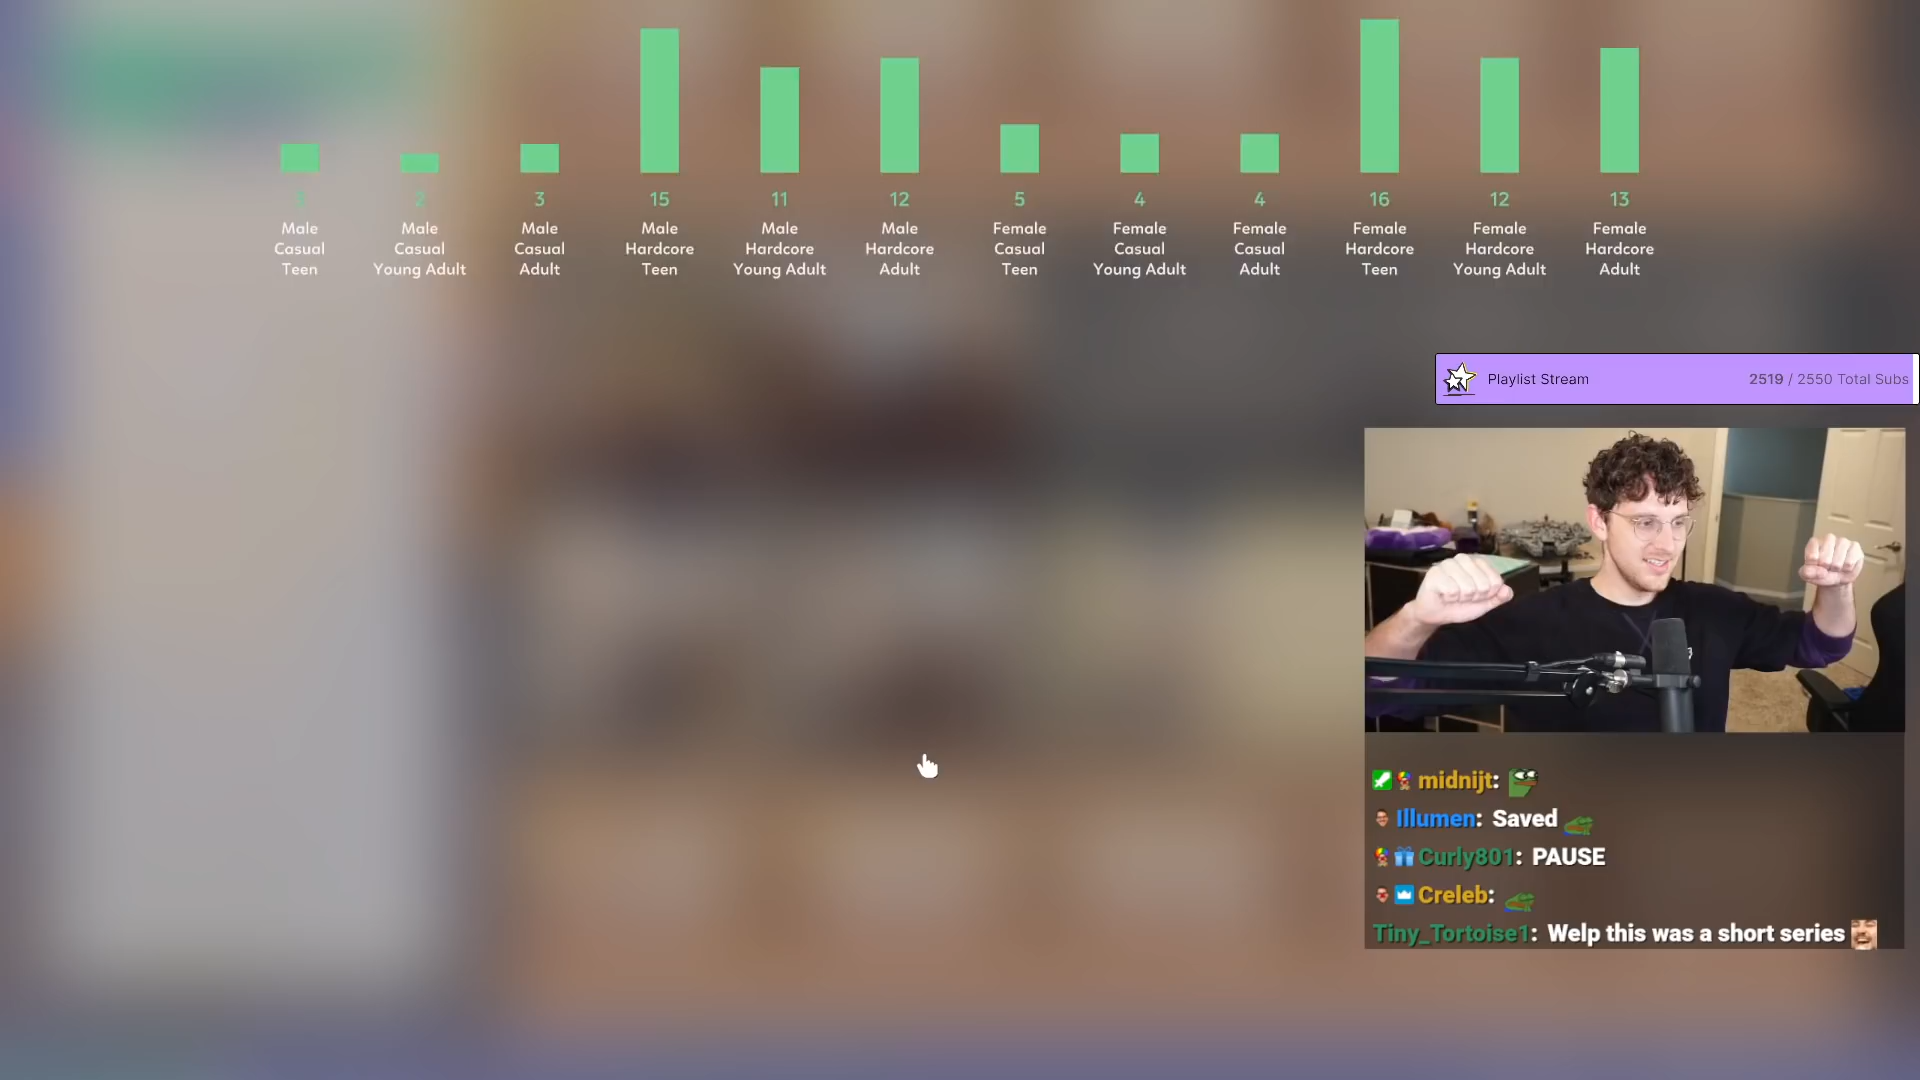 3 2 3 15 11 12 5 4 4 16 12 13
Male Male Male Male Male Male Female Female Female Female Female Female
Casual Casual Casual Hardcore Hardcore Hardcore Casual Casual Casual Hardcore Hardcore Hardcore
Teen Young Adult Adult Teen Young Adult Adult Teen Young Adult Adult Teen Young Adult Adult
Playlist Stream 2519 / 2550 Total Subs
midnijt:
Illumen: Saved
Curly801: PAUSE
Creleb:
Tiny_Tortoise1: Welp this was a short series